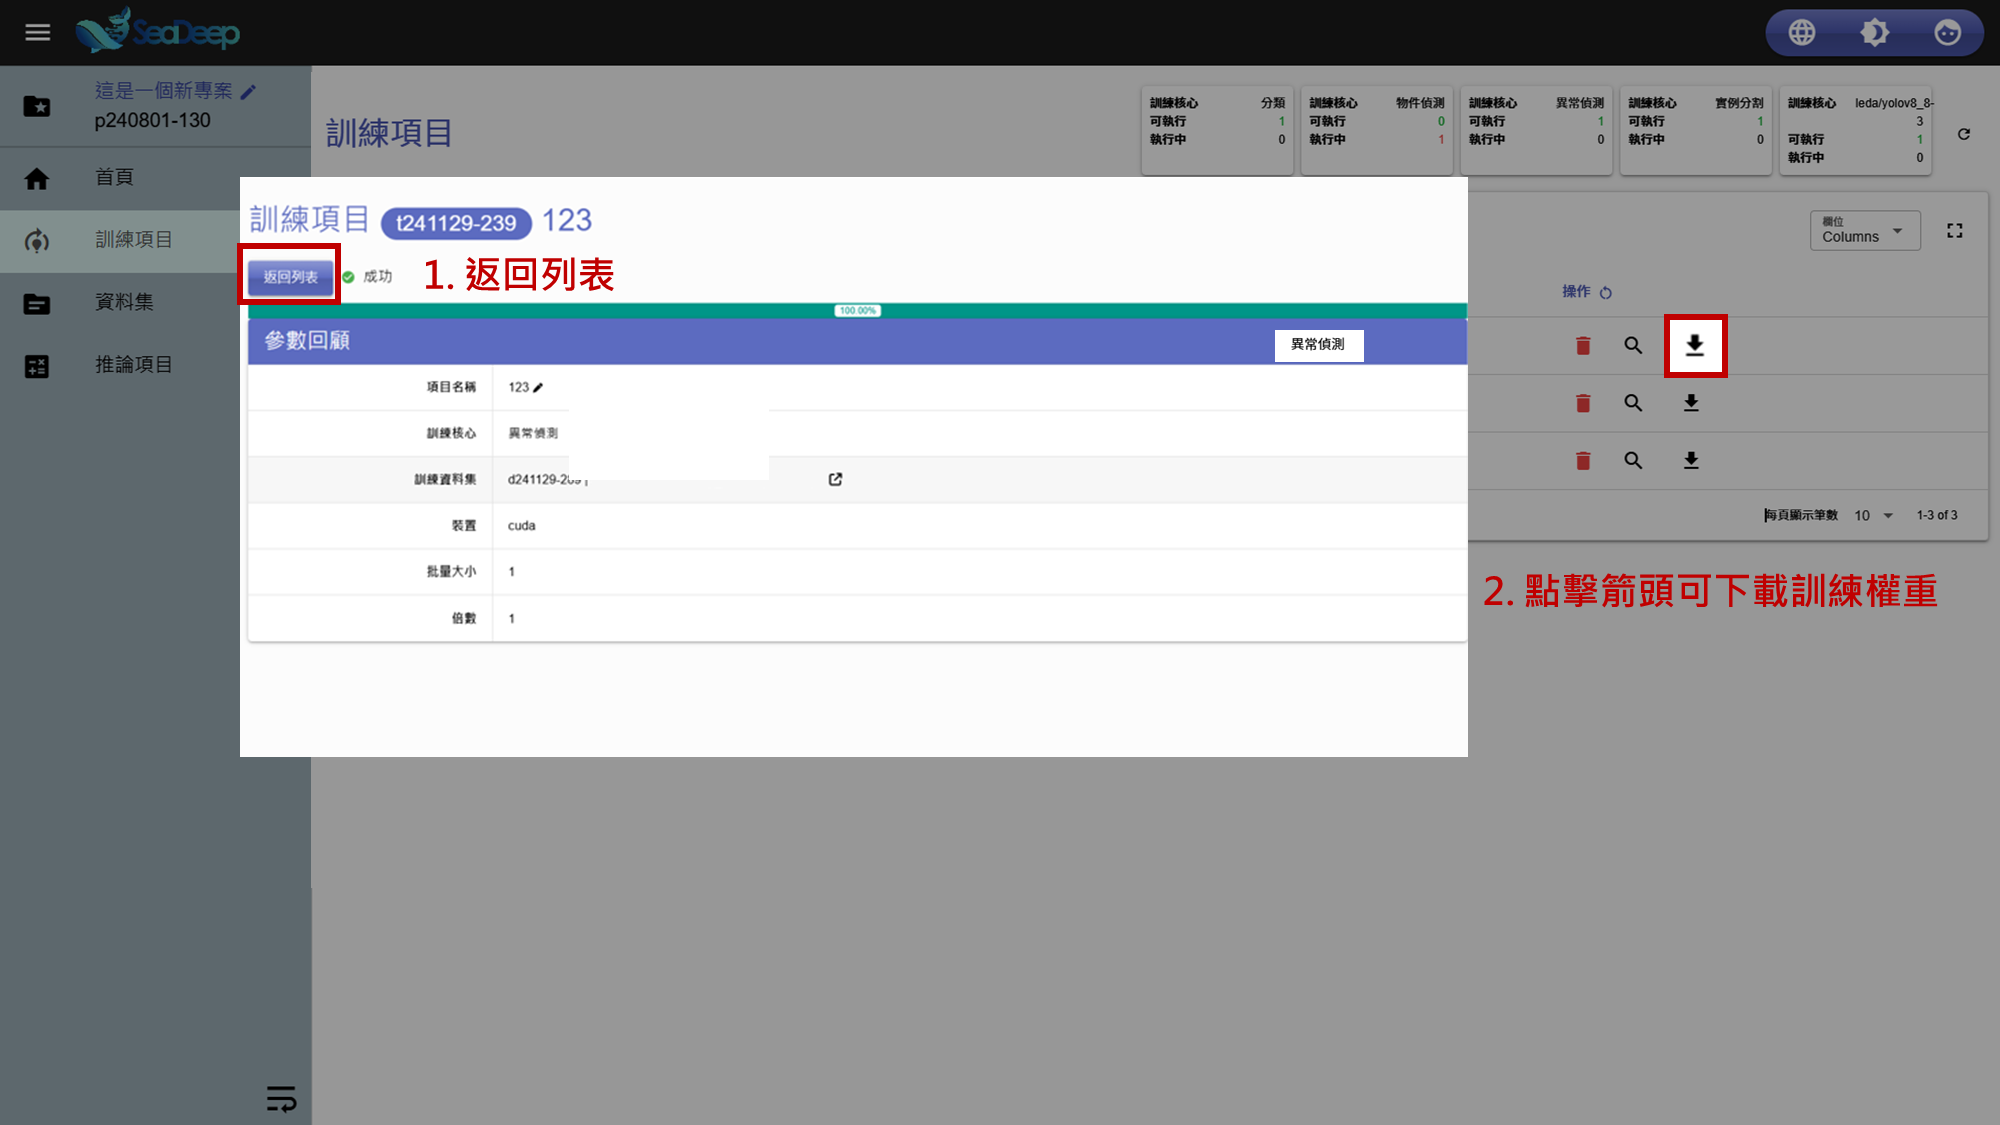 SeaDeep
這是一個新專案
p240801-130
首頁
訓練項目
資料集
推論項目
訓練項目
訓練核心 分類
可執行 1
執行中 0
訓練核心 物件偵測
可執行 0
執行中 1
訓練核心 異常偵測
可執行 1
執行中 0
訓練核心 實例分割
可執行 1
執行中 0
訓練核心 leda/yolov8_8-
3
可執行 1
執行中 0
訓練項目 t241129-239 123
返回列表 成功 1. 返回列表
100.00%
參數回顧 異常偵測
項目名稱 123
訓練核心 異常偵測
訓練資料集
裝置 cuda
批量大小 1
倍數 1
欄位
Columns
操作
每頁顯示筆數 10 1-3 of 3
2. 點擊箭頭可下載訓練權重